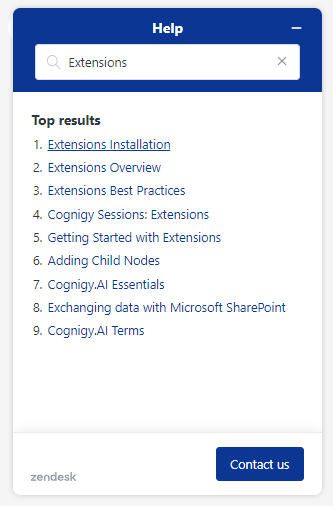 Help
Extensions
Top results
1. Extensions Installation
2. Extensions Overview
3. Extensions Best Practices
4. Cognigy Sessions: Extensions
5. Getting Started with Extensions
6. Adding Child Nodes
7. Cognigy.AI Essentials
8. Exchanging data with Microsoft SharePoint
9. Cognigy.AI Terms
zendesk
Contact us